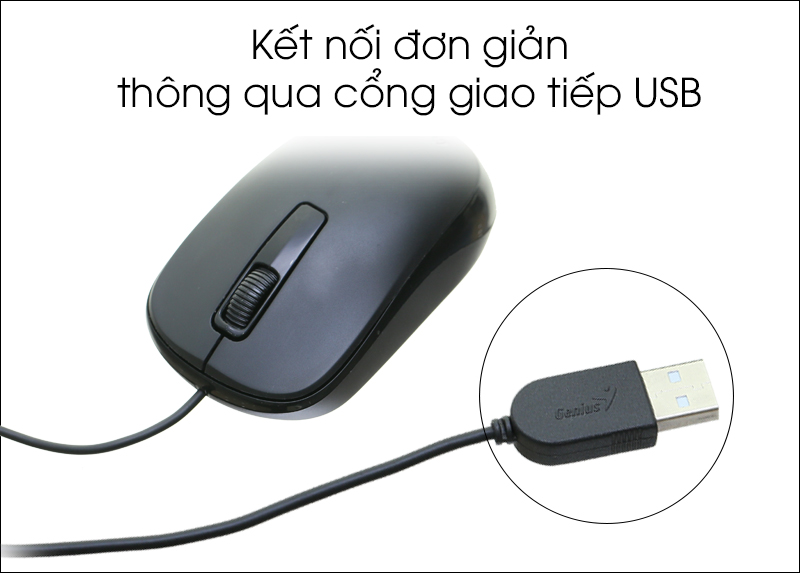 Kết nối đơn giản
thông qua cổng giao tiếp USB
Genius